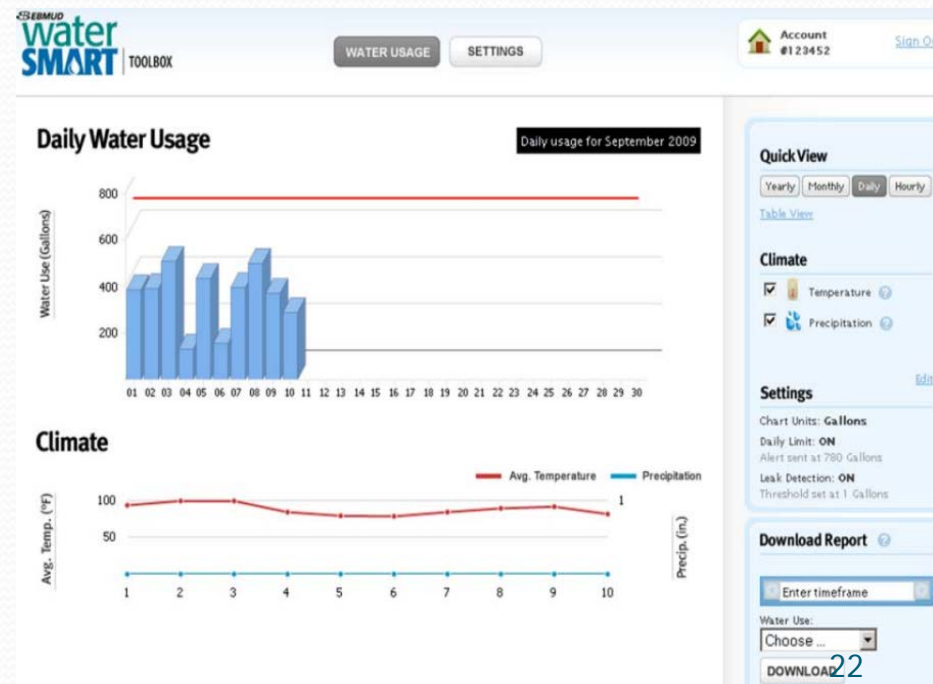 EBMUD
water
SMART TOOLBOX
WATER USAGE
SETTINGS
Account
#123452
Sign O
Daily Water Usage
Daily usage for September 2009
Water Use (Gallons)
800
600
400
200
01 02 03 04 05 06 07 08 09 10 11 12 13 14 15 16 17 18 19 20 21 22 23 24 25 26 27 28 29 30
Climate
Avg. Temperature
Precipitation
Avg. Temp. (°F)
100
50
1
Precip. (in.)
1 2 3 4 5 6 7 8 9 10
Quick View
Yearly Monthly Daily Hourly
Table View
Climate
Temperature ?
Precipitation ?
Edit
Settings
Chart Units: Gallons
Daily Limit: ON
Alert sent at 780 Gallons
Leak Detection: ON
Threshold set at 1 Gallons
Download Report ?
Enter timeframe
Water Use:
Choose ...
DOWNLOAD
22